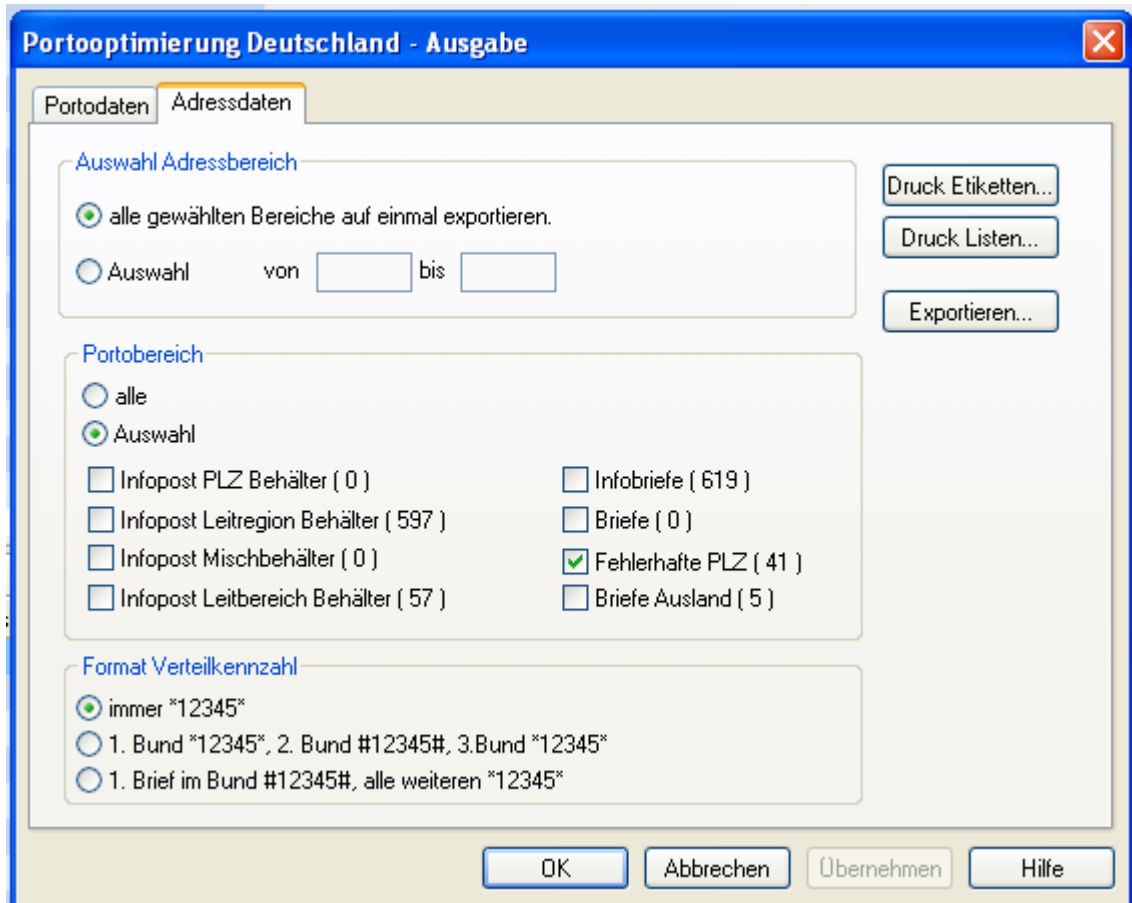 Portooptimierung Deutschland - Ausgabe
Portodaten Adressdaten
Auswahl Adressbereich
alle gewählten Bereiche auf einmal exportieren.
Auswahl von bis
Druck Etiketten...
Druck Listen...
Exportieren...
Portobereich
alle
Auswahl
Infopost PLZ Behälter ( 0 )
Infopost Leitregion Behälter ( 597 )
Infopost Mischbehälter ( 0 )
Infopost Leitbereich Behälter ( 57 )
Infobriefe ( 619 )
Briefe ( 0 )
Fehlerhafte PLZ ( 41 )
Briefe Ausland ( 5 )
Format Verteilkennzahl
immer *12345*
1. Bund *12345*, 2. Bund #12345#, 3.Bund *12345*
1. Brief im Bund #12345#, alle weiteren *12345*
OK Abbrechen Übernehmen Hilfe